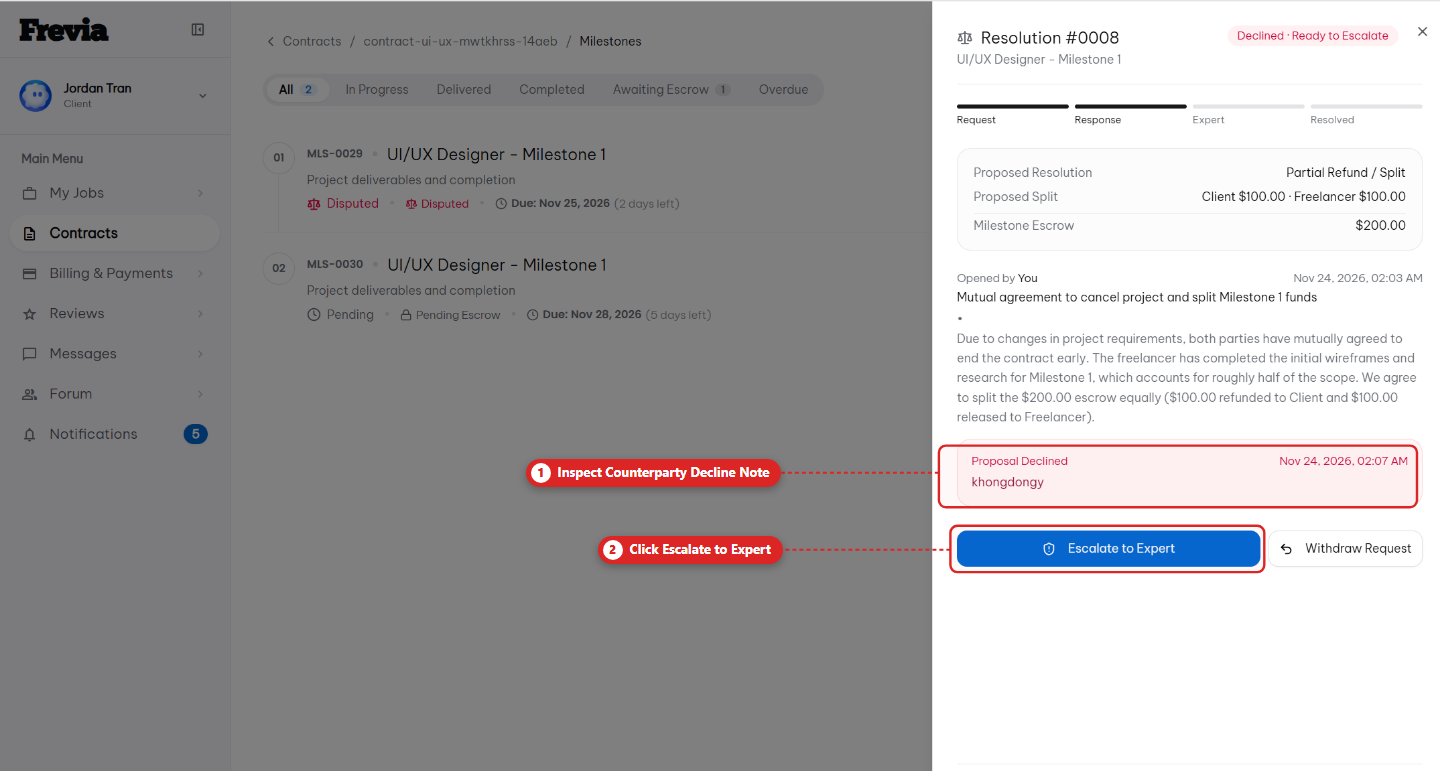 Frevia
Jordan Tran
Client
Main Menu
My Jobs
Contracts
Billing & Payments
Reviews
Messages
Forum
Notifications 5
Contracts / contract-ui-ux-mwtkhrss-14aeb / Milestones
All 2 In Progress Delivered Completed Awaiting Escrow 1 Overdue
01 MLS-0029 • UI/UX Designer - Milestone 1
Project deliverables and completion
Disputed • Disputed • Due: Nov 25, 2026 (2 days left)
02 MLS-0030 • UI/UX Designer - Milestone 1
Project deliverables and completion
Pending • Pending Escrow • Due: Nov 28, 2026 (5 days left)
1 Inspect Counterparty Decline Note
2 Click Escalate to Expert
Resolution #0008 Declined · Ready to Escalate
UI/UX Designer - Milestone 1
Request Response Expert Resolved
Proposed Resolution Partial Refund / Split
Proposed Split Client $100.00 · Freelancer $100.00
Milestone Escrow $200.00
Opened by You Nov 24, 2026, 02:03 AM
Mutual agreement to cancel project and split Milestone 1 funds
•
Due to changes in project requirements, both parties have mutually agreed to
end the contract early. The freelancer has completed the initial wireframes and
research for Milestone 1, which accounts for roughly half of the scope. We agree
to split the $200.00 escrow equally ($100.00 refunded to Client and $100.00
released to Freelancer).
Proposal Declined Nov 24, 2026, 02:07 AM
khongdongy
Escalate to Expert Withdraw Request